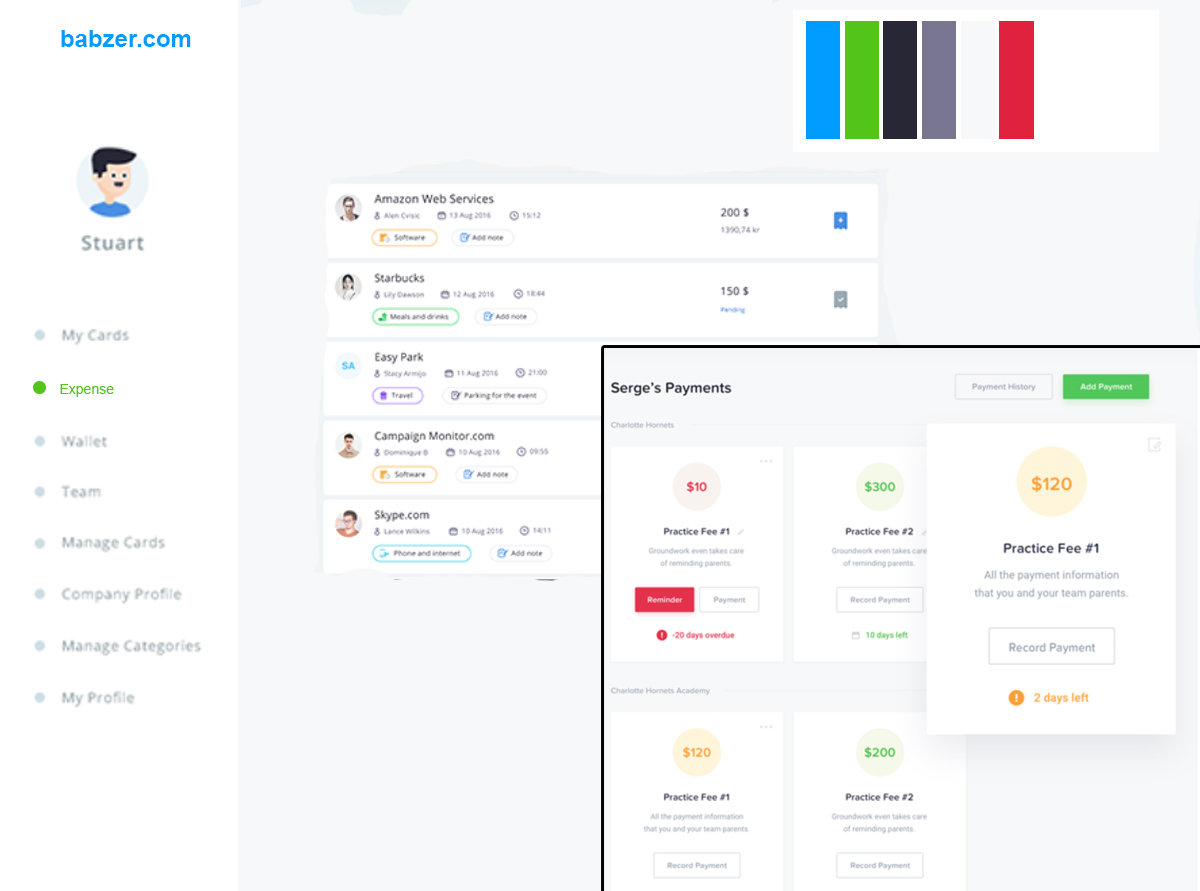 babzer.com
Stuart
My Cards
Expense
Wallet
Team
Manage Cards
Company Profile
Manage Categories
My Profile
Amazon Web Services
Alen Cvisic 13 Aug 2016 15:12
Software Add note
200 $
1390,74 kr
Starbucks
Lily Dawson 12 Aug 2016 18:44
Meals and drinks Add note
150 $
Pending
SA
Easy Park
Stacy Armijo 11 Aug 2016 21:00
Travel Parking for the event
Campaign Monitor.com
Dominique B 10 Aug 2016 09:55
Software Add note
Skype.com
Lance Wilkins 10 Aug 2016 14:11
Phone and internet Add note
Serge's Payments
Payment History Add Payment
Charlotte Hornets
$10
Practice Fee #1
Groundwork even takes care
of reminding parents.
Reminder Payment
-20 days overdue
$300
Practice Fee #2
Groundwork even takes care
of reminding parents.
Record Payment
10 days left
$120
Practice Fee #1
All the payment information
that you and your team parents.
Record Payment
2 days left
Charlotte Hornets Academy
$120
Practice Fee #1
All the payment information
that you and your team parents.
Record Payment
$200
Practice Fee #2
Groundwork even takes care
of reminding parents.
Record Payment